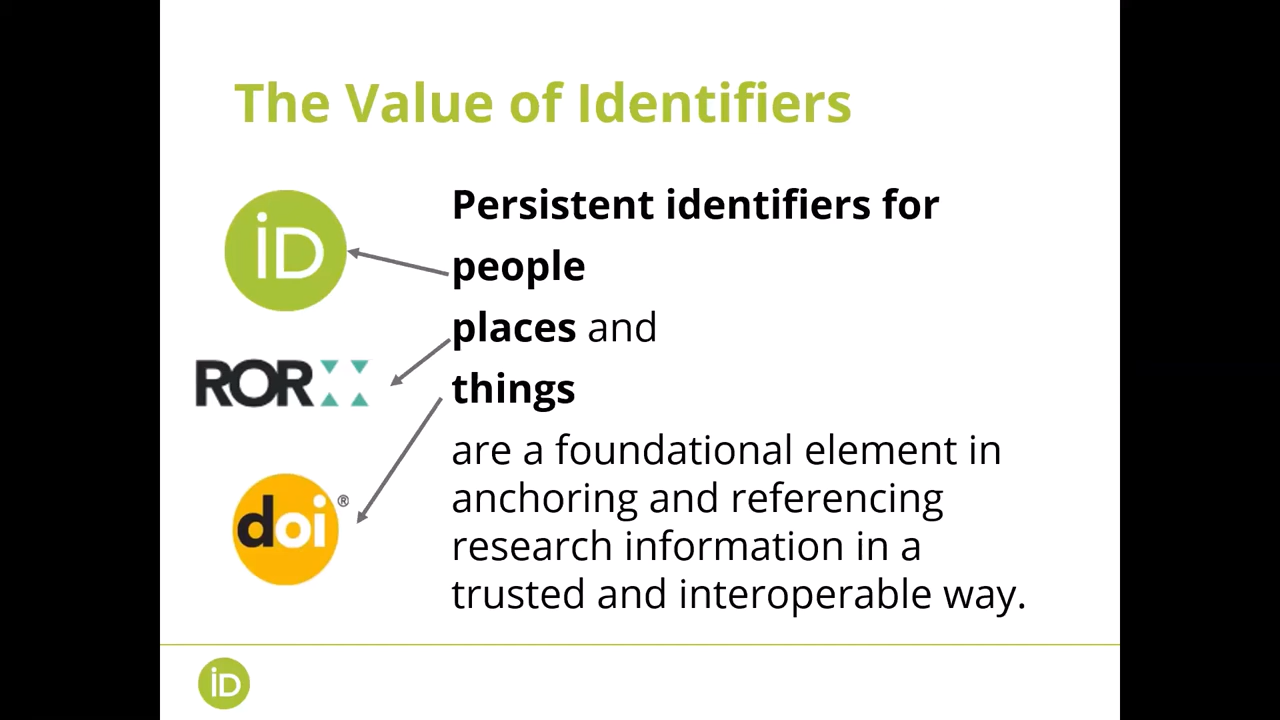 The Value of Identifiers
iD
Persistent identifiers for
people
places and
ROR
things
are a foundational element in
anchoring and referencing
doi®
research information in a
trusted and interoperable way.
iD